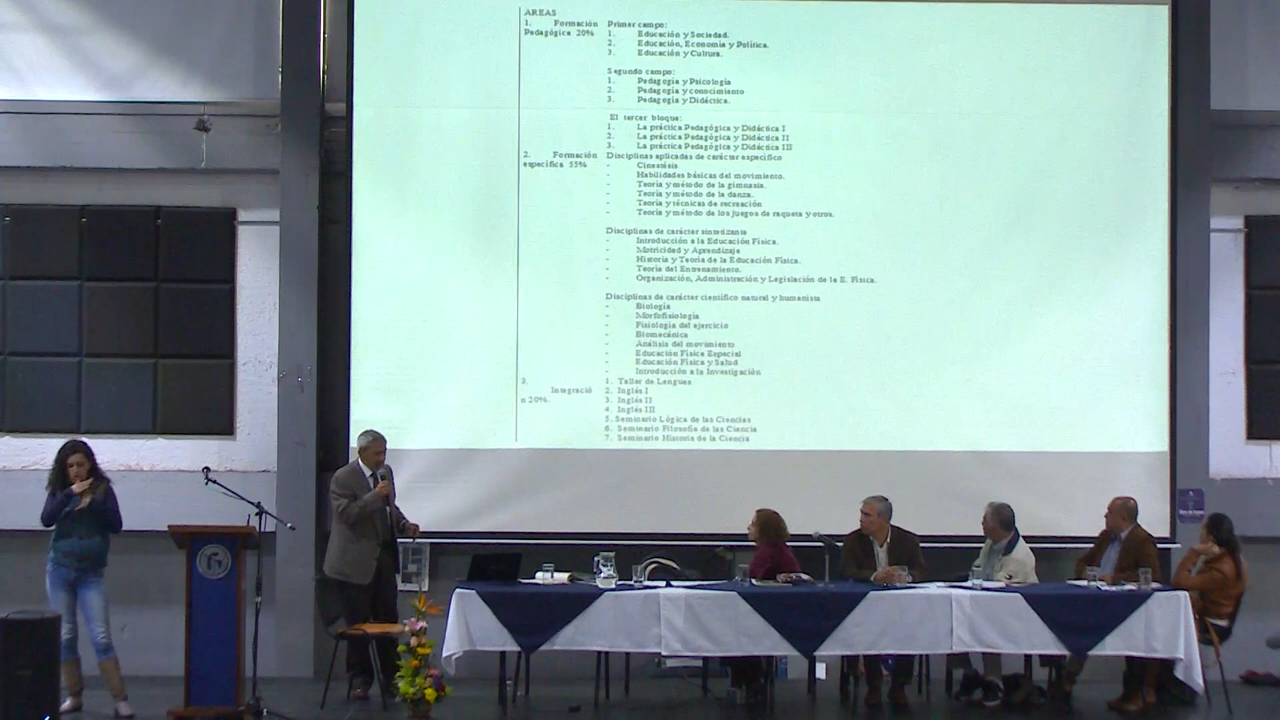 AREAS
1. Formación Pedagógica 20%
Primer campo:
1. Educación y Sociedad.
2. Educación, Economía y Política.
3. Educación y Cultura.
Segundo campo:
1. Pedagogía y Psicología
2. Pedagogía y conocimiento
3. Pedagogía y Didáctica.
El tercer bloque:
1. La práctica Pedagógica y Didáctica I
2. La práctica Pedagógica y Didáctica II
3. La práctica Pedagógica y Didáctica III
2. Formación específica 55%
Disciplinas aplicadas de carácter específico
- Cinestésis
- Habilidades básicas del movimiento.
- Teoría y método de la gimnasia.
- Teoría y método de la danza.
- Teoría y técnicas de recreación
- Teoría y método de los juegos de raqueta y otros.
Disciplinas de carácter sintetizante
- Introducción a la Educación Física.
- Motricidad y Aprendizaje
- Historia y Teoría de la Educación Física.
- Teoría del Entrenamiento.
- Organización, Administración y Legislación de la E. Física.
Disciplinas de carácter científico natural y humanista
- Biología
- Morfofisiología
- Fisiología del ejercicio
- Biomecánica
- Análisis del movimiento
- Educación Física Especial
- Educación Física y Salud
- Introducción a la Investigación
3. Integració
n 20%.
1. Taller de Lengua
2. Inglés I
3. Inglés II
4. Inglés III
5. Seminario Lógica de las Ciencias
6. Seminario Filosofía de las Ciencia
7. Seminario Historia de la Ciencia